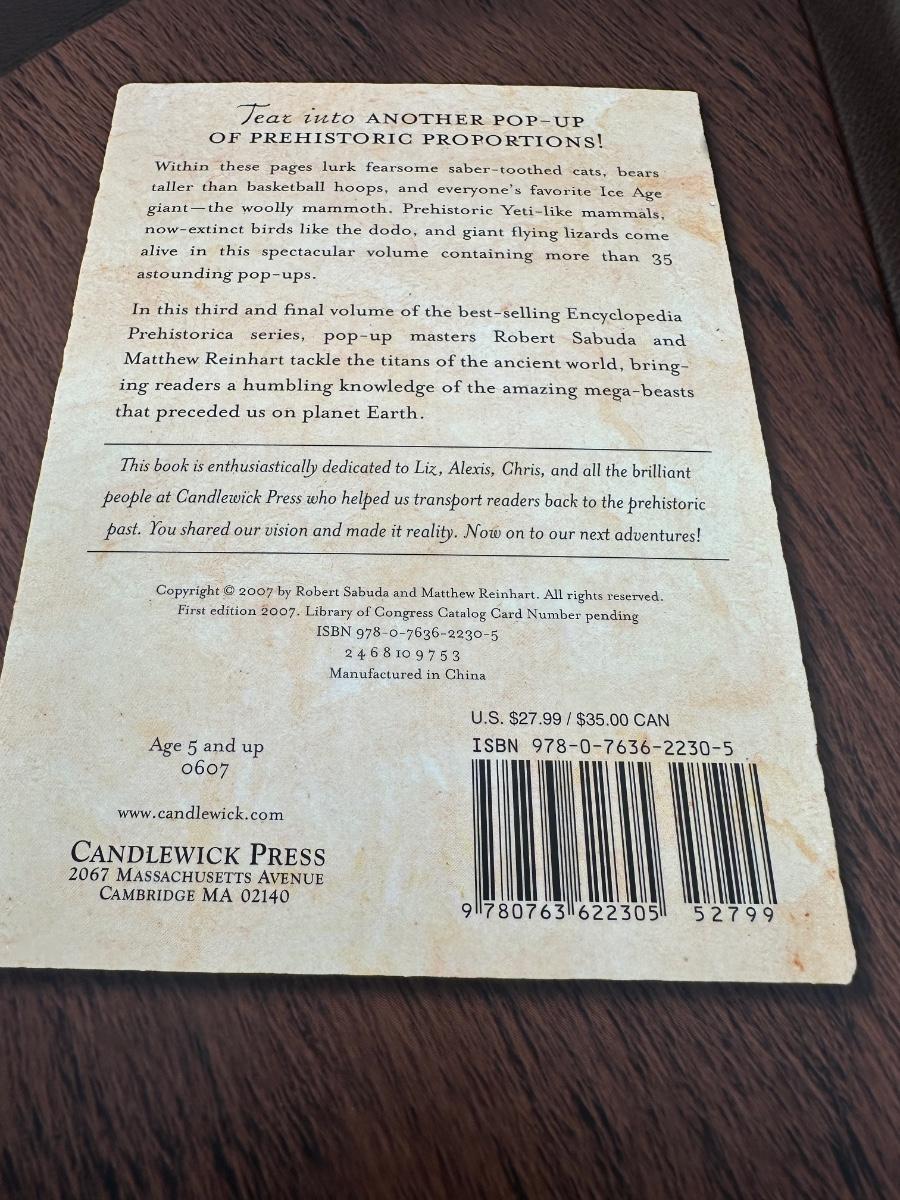 Tear into ANOTHER POP-UP
OF PREHISTORIC PROPORTIONS!
Within these pages lurk fearsome saber-toothed cats, bears
taller than basketball hoops, and everyone's favorite Ice Age
giant—the woolly mammoth. Prehistoric Yeti-like mammals,
now-extinct birds like the dodo, and giant flying lizards come
alive in this spectacular volume containing more than 35
astounding pop-ups.
In this third and final volume of the best-selling Encyclopedia
Prehistorica series, pop-up masters Robert Sabuda and
Matthew Reinhart tackle the titans of the ancient world, bring-
ing readers a humbling knowledge of the amazing mega-beasts
that preceded us on planet Earth.
This book is enthusiastically dedicated to Liz, Alexis, Chris, and all the brilliant
people at Candlewick Press who helped us transport readers back to the prehistoric
past. You shared our vision and made it reality. Now on to our next adventures!
Copyright © 2007 by Robert Sabuda and Matthew Reinhart. All rights reserved.
First edition 2007. Library of Congress Catalog Card Number pending
ISBN 978-0-7636-2230-5
2 4 6 8 10 9 7 5 3
Manufactured in China
Age 5 and up
0607
www.candlewick.com
CANDLEWICK PRESS
2067 MASSACHUSETTS AVENUE
CAMBRIDGE MA 02140
U.S. $27.99 / $35.00 CAN
ISBN 978-0-7636-2230-5
9 780763 622305 52799